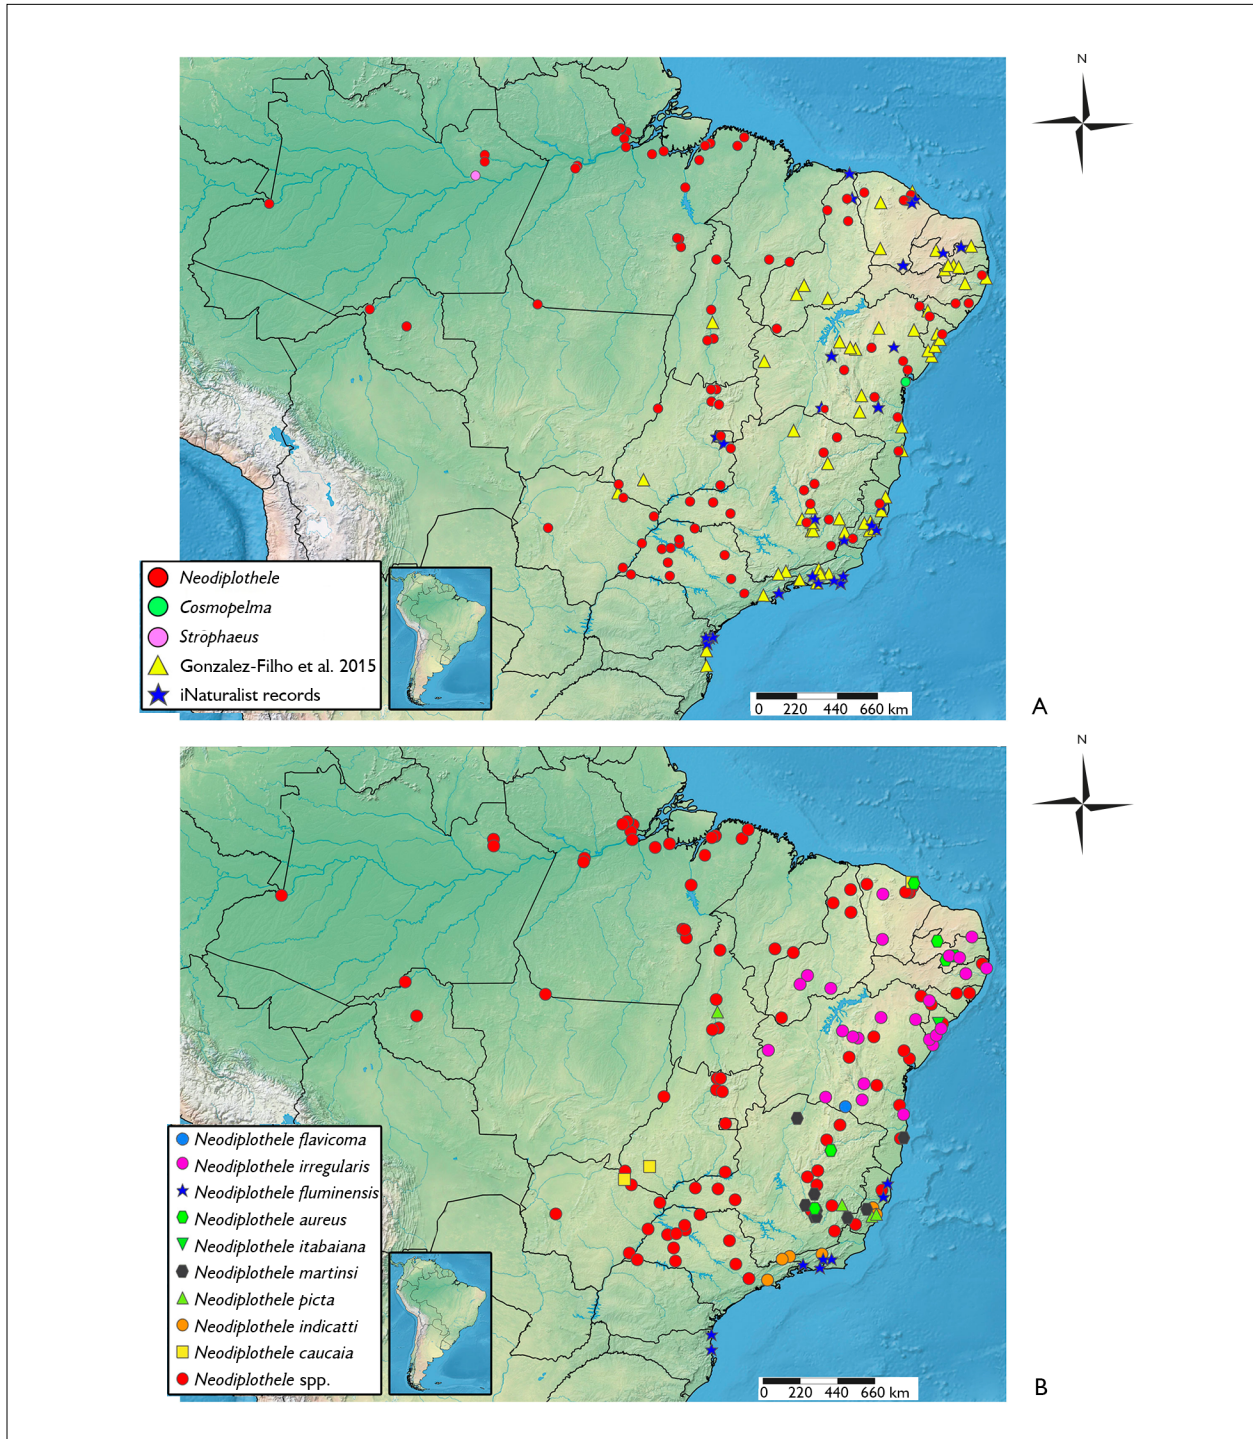 N
Neodiplothele
Cosmopelma
Strophaeus
Gonzalez-Filho et al. 2015
iNaturalist records
0 220 440 660 km
A
N
Neodiplothele flavicoma
Neodiplothele irregularis
Neodiplothele fluminensis
Neodiplothele aureus
Neodiplothele itabaiana
Neodiplothele martinsi
Neodiplothele picta
Neodiplothele indicatti
Neodiplothele caucaia
Neodiplothele spp.
0 220 440 660 km
B